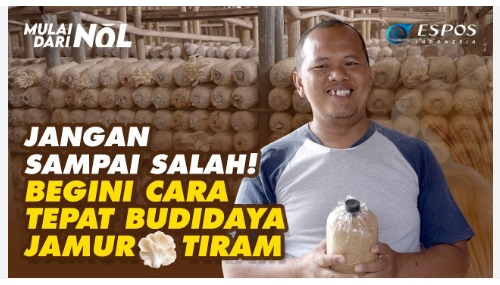 MULAI
DARI NOL
ESPOS
INDONESIA
JANGAN
SAMPAI SALAH!
BEGINI CARA
TEPAT BUDIDAYA
JAMUR TIRAM